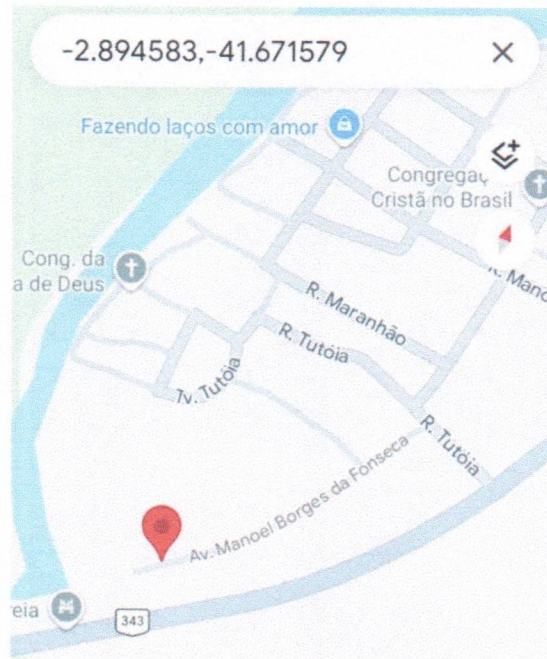 -2.894583,-41.671579
Fazendo laços com amor
Congregaç
Cristã no Brasil
Cong. da
a de Deus
R. Mano
R. Maranhão
R. Tutóia
Tv. Tutóia
R. Tutóia
Av. Manoel Borges da Fonseca
343
reia